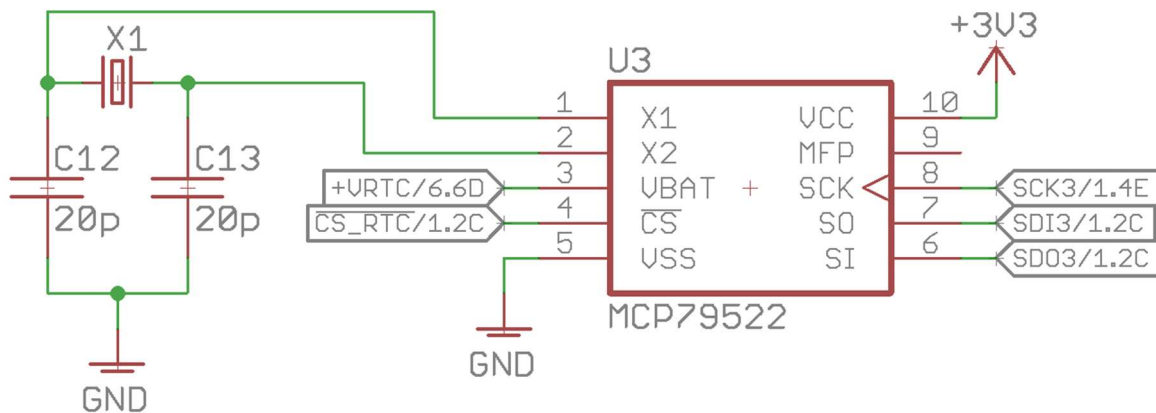 X1
C12
20p
C13
20p
GND
U3
+3V3
1 X1 VCC 10
2 X2 MFP 9
+VRTC/6.6D 3 VBAT SCK 8 SCK3/1.4E
CS_RTC/1.2C 4 CS SO 7 SDI3/1.2C
5 VSS SI 6 SDO3/1.2C
MCP79522
GND